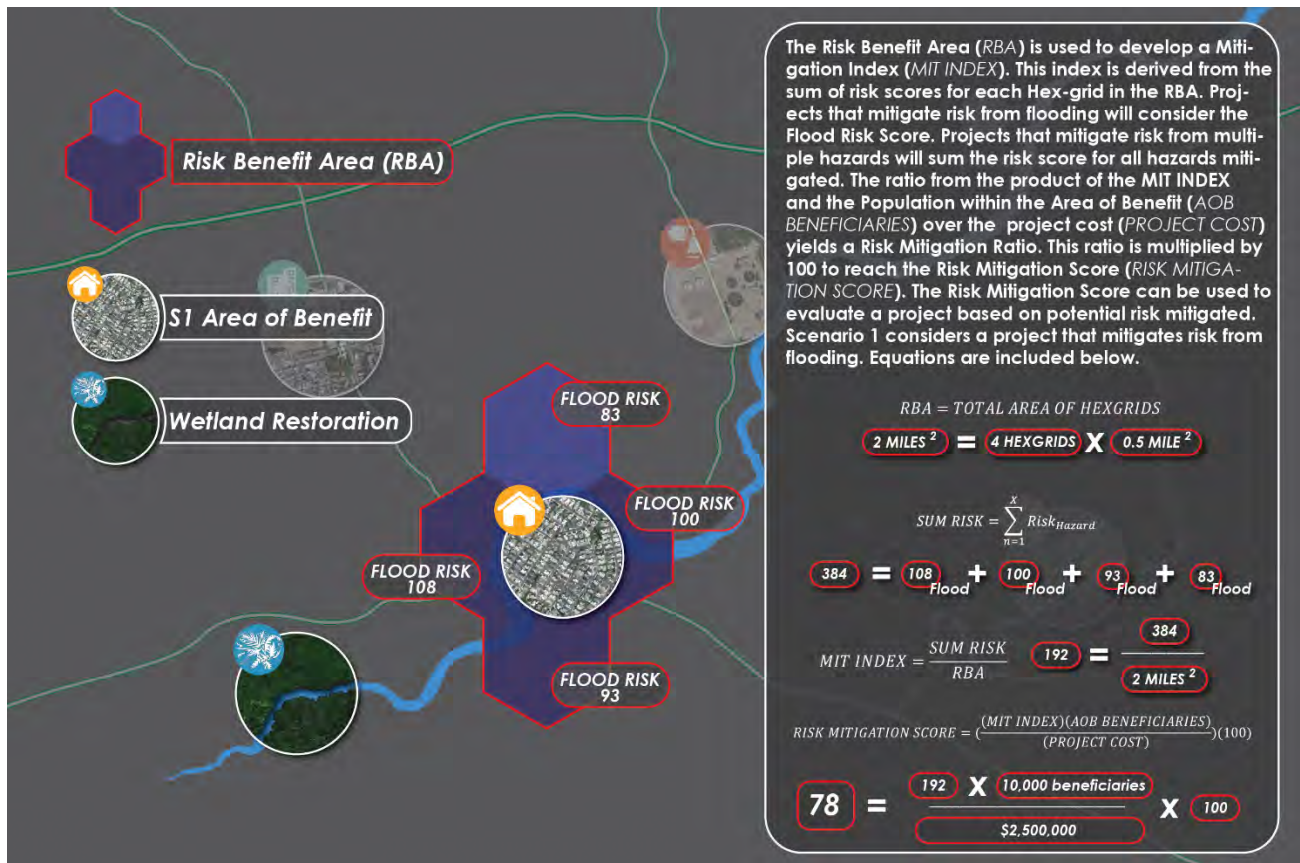 Risk Benefit Area (RBA)
S1 Area of Benefit
Wetland Restoration
FLOOD RISK
83
FLOOD RISK
100
FLOOD RISK
108
FLOOD RISK
93
The Risk Benefit Area (RBA) is used to develop a Miti-
gation Index (MIT INDEX). This index is derived from the
sum of risk scores for each Hex-grid in the RBA. Proj-
ects that mitigate risk from flooding will consider the
Flood Risk Score. Projects that mitigate risk from multi-
ple hazards will sum the risk score for all hazards miti-
gated. The ratio from the product of the MIT INDEX
and the Population within the Area of Benefit (AOB
BENEFICIARIES) over the project cost (PROJECT COST)
yields a Risk Mitigation Ratio. This ratio is multiplied by
100 to reach the Risk Mitigation Score (RISK MITIGA-
TION SCORE). The Risk Mitigation Score can be used to
evaluate a project based on potential risk mitigated.
Scenario 1 considers a project that mitigates risk from
flooding. Equations are included below.
RBA = TOTAL AREA OF HEXGRIDS
2 MILES ² = 4 HEXGRIDS X 0.5 MILE ²
SUM RISK = ∑ₙ₌₁ˣ Risk_Hazard
384 = 108 Flood + 100 Flood + 93 Flood + 83 Flood
MIT INDEX = SUM RISK / RBA 192 = 384 / 2 MILES ²
RISK MITIGATION SCORE = ((MIT INDEX)(AOB BENEFICIARIES) / (PROJECT COST))(100)
78 = 192 X 10,000 beneficiaries / $2,500,000 X 100